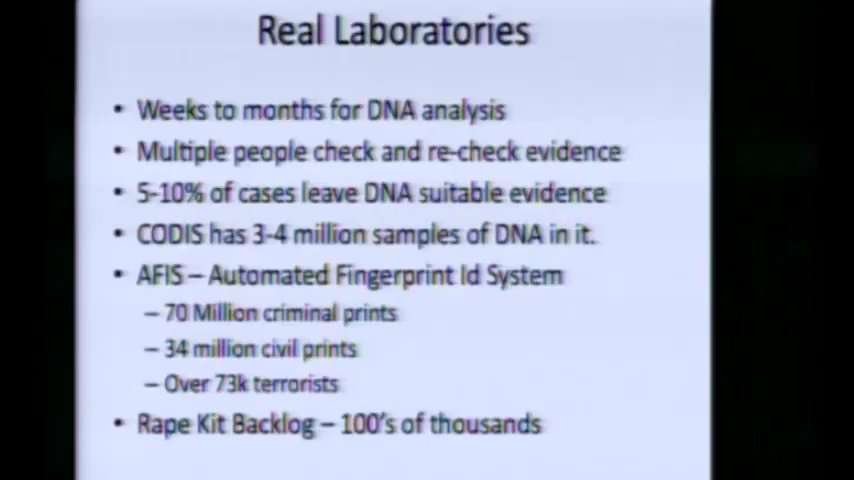 Real Laboratories
• Weeks to months for DNA analysis
• Multiple people check and re-check evidence
• 5-10% of cases leave DNA suitable evidence
• CODIS has 3-4 million samples of DNA in it.
• AFIS – Automated Fingerprint Id System
– 70 Million criminal prints
– 34 million civil prints
– Over 73k terrorists
• Rape Kit Backlog – 100's of thousands